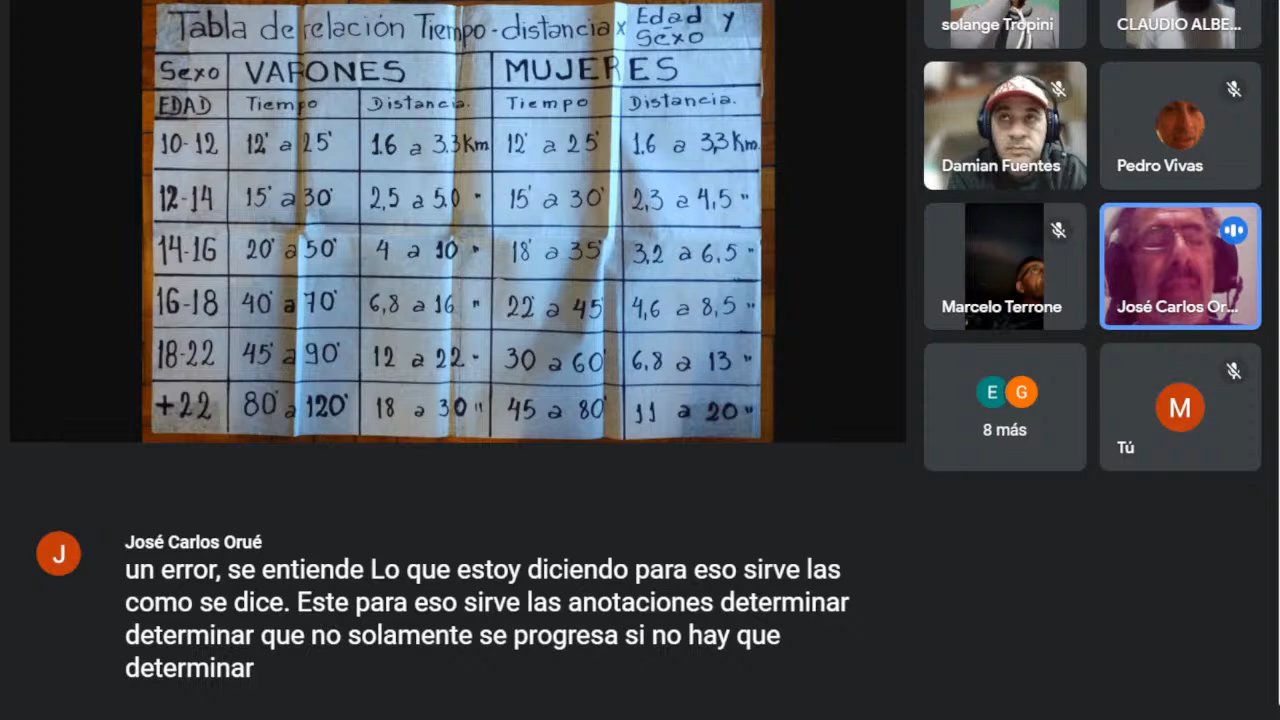 Tabla de relación Tiempo-distancia x Edad y Sexo
Sexo VARONES MUJERES
EDAD Tiempo Distancia. Tiempo Distancia.
10-12 12' a 25' 1.6 a 3.3 Km 12' a 25' 1.6 a 3,3 Km.
12-14 15' a 30' 2,5 a 5.0 " 15' a 30' 2,3 a 4,5 "
14-16 20' a 50' 4 a 10 " 18' a 35' 3,2 a 6,5 "
16-18 40' a 70' 6,8 a 16 " 22' a 45' 4,6 a 8,5 "
18-22 45' a 90' 12 a 22 " 30 a 60' 6,8 a 13 "
+22 80' a 120' 18 a 30 " 45 a 80' 11 a 20 "
solange Tropini
CLAUDIO ALBE...
Damian Fuentes
Pedro Vivas
Marcelo Terrone
José Carlos Or...
E G
8 más
M
Tú
J
José Carlos Orué
un error, se entiende Lo que estoy diciendo para eso sirve las
como se dice. Este para eso sirve las anotaciones determinar
determinar que no solamente se progresa si no hay que
determinar